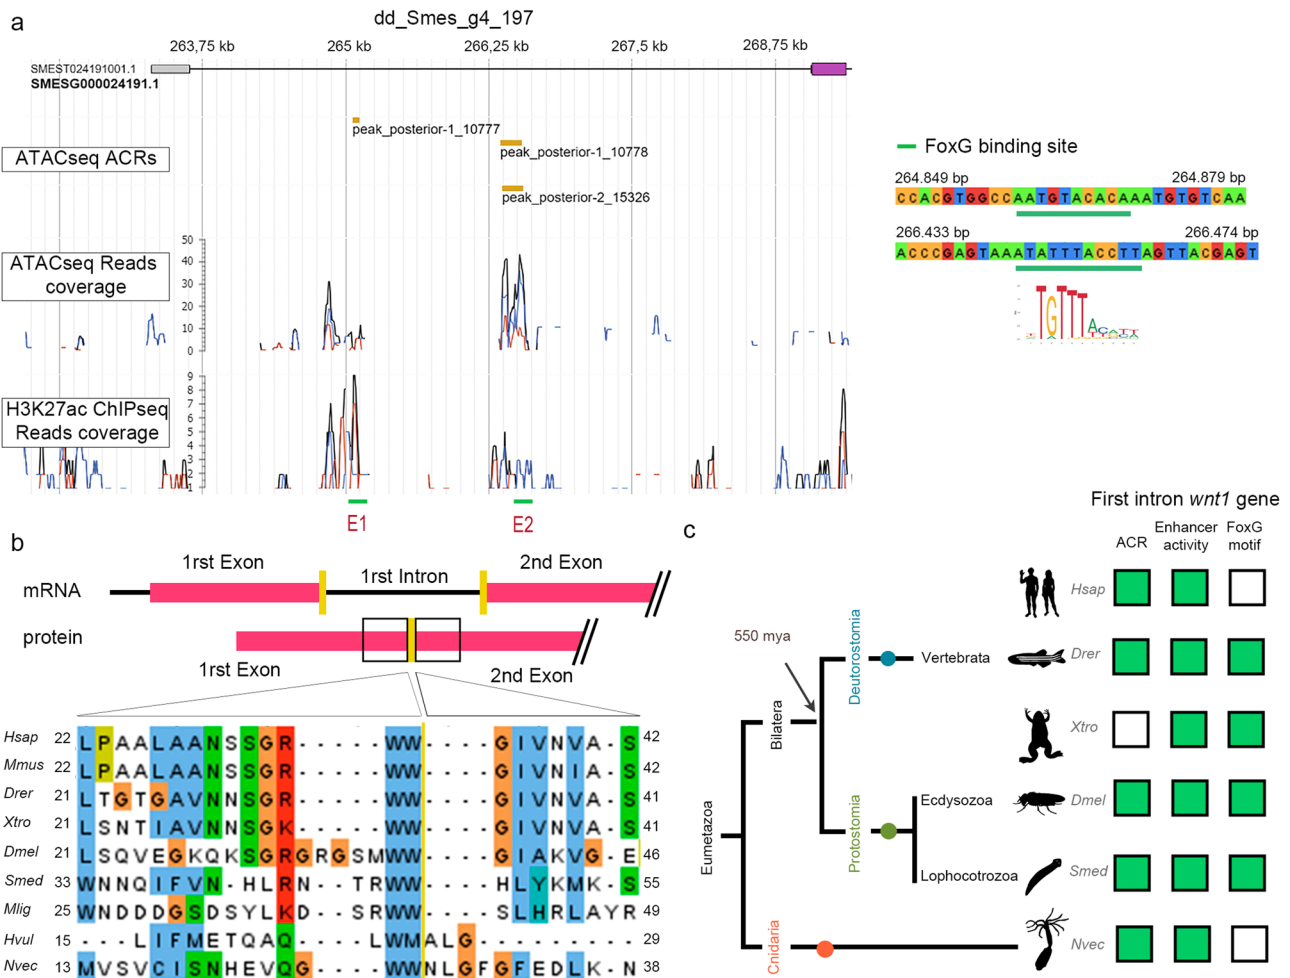 a
dd_Smes_g4_197
263,75 kb 265 kb 266,25 kb 267,5 kb 268,75 kb
SMEST024191001.1
SMESG000024191.1
peak_posterior-1_10777
ATACseq ACRs
peak_posterior-1_10778
peak_posterior-2_15326
ATACseq Reads
coverage
50
40
30
20
10
0
H3K27ac ChIPseq
Reads coverage
9
8
7
6
5
4
3
2
1
E1 E2
FoxG binding site
264.849 bp 264.879 bp
CCACGTGGCCAATGTACACAAATGTGTCAA
266.433 bp 266.474 bp
ACCCGAGTAAATATTTACCTTAGTTACGAGT
TGTTTA
b
1rst Exon 1rst Intron 2nd Exon
mRNA
protein
1rst Exon 2nd Exon
Hsap 22 LPAALAANSSGR-----WW----GIVNVA-S 42
Mmus 22 LPAALAANSSGR-----WW----GIVNIA-S 42
Drer 21 LTGTGAVNNSGR-----WW----GIVNVA-S 41
Xtro 21 LSNTIAVNNSGK-----WW----GIVNVA-S 41
Dmel 21 LSQVEGKQKSGRGRGSMWW----GIAKVG-E 46
Smed 33 WNNQIFVN-HLRN--TRWW----HLYKMK-S 55
Mlig 25 WNDDDGSDSYLKD--SRWW----SLHRLAYR 49
Hvul 15 ---LIFMETQAQ----LWMALG--------- 29
Nvec 13 MVSVCISNHEVQG----WWNLGFGFEDLK-N 38
c
First intron wnt1 gene
ACR Enhancer activity FoxG motif
Hsap
550 mya
Deutorostomia
Vertebrata
Drer
Bilatera
Xtro
Eumetazoa
Protostomia
Ecdysozoa
Dmel
Lophocotrozoa
Smed
Cnidaria
Nvec